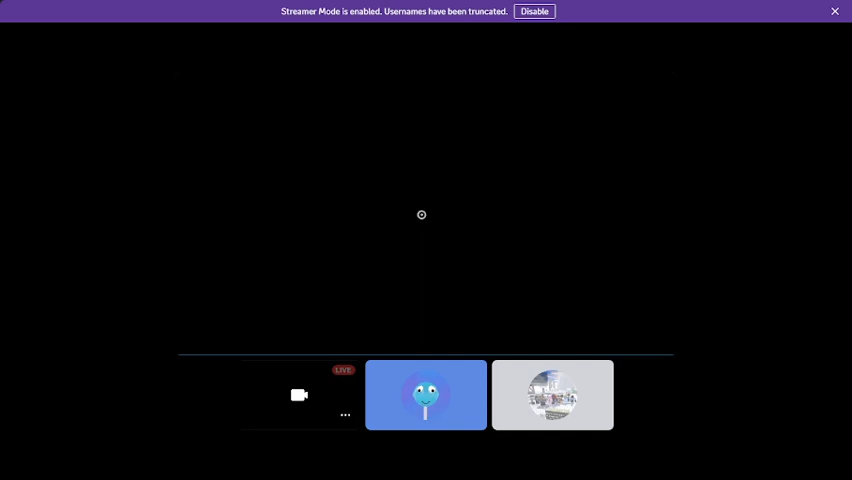 Streamer Mode is enabled. Usernames have been truncated. Disable
LIVE